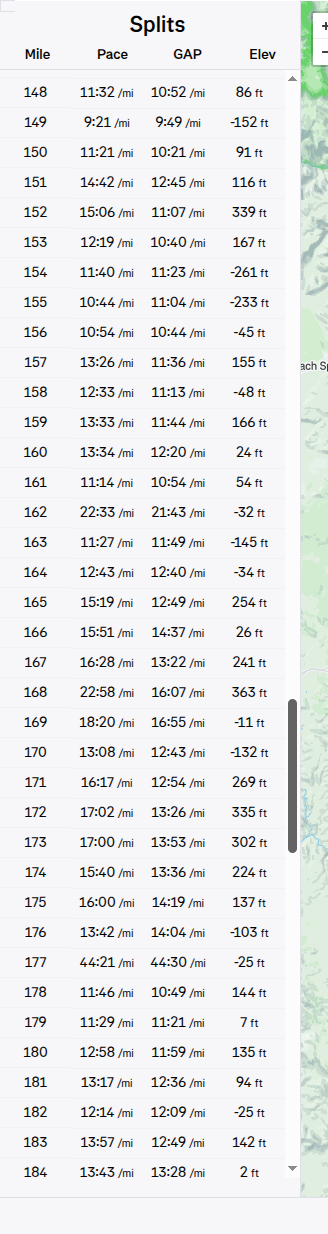 Splits
Mile Pace GAP Elev
148 11:32 /mi 10:52 /mi 86 ft
149 9:21 /mi 9:49 /mi -152 ft
150 11:21 /mi 10:21 /mi 91 ft
151 14:42 /mi 12:45 /mi 116 ft
152 15:06 /mi 11:07 /mi 339 ft
153 12:19 /mi 10:40 /mi 167 ft
154 11:40 /mi 11:23 /mi -261 ft
155 10:44 /mi 11:04 /mi -233 ft
156 10:54 /mi 10:44 /mi -45 ft
157 13:26 /mi 11:36 /mi 155 ft
ach Sp
158 12:33 /mi 11:13 /mi -48 ft
159 13:33 /mi 11:44 /mi 166 ft
160 13:34 /mi 12:20 /mi 24 ft
161 11:14 /mi 10:54 /mi 54 ft
162 22:33 /mi 21:43 /mi -32 ft
163 11:27 /mi 11:49 /mi -145 ft
164 12:43 /mi 12:40 /mi -34 ft
165 15:19 /mi 12:49 /mi 254 ft
166 15:51 /mi 14:37 /mi 26 ft
167 16:28 /mi 13:22 /mi 241 ft
168 22:58 /mi 16:07 /mi 363 ft
169 18:20 /mi 16:55 /mi -11 ft
170 13:08 /mi 12:43 /mi -132 ft
171 16:17 /mi 12:54 /mi 269 ft
172 17:02 /mi 13:26 /mi 335 ft
173 17:00 /mi 13:53 /mi 302 ft
174 15:40 /mi 13:36 /mi 224 ft
175 16:00 /mi 14:19 /mi 137 ft
176 13:42 /mi 14:04 /mi -103 ft
177 44:21 /mi 44:30 /mi -25 ft
178 11:46 /mi 10:49 /mi 144 ft
179 11:29 /mi 11:21 /mi 7 ft
180 12:58 /mi 11:59 /mi 135 ft
181 13:17 /mi 12:36 /mi 94 ft
182 12:14 /mi 12:09 /mi -25 ft
183 13:57 /mi 12:49 /mi 142 ft
184 13:43 /mi 13:28 /mi 2 ft